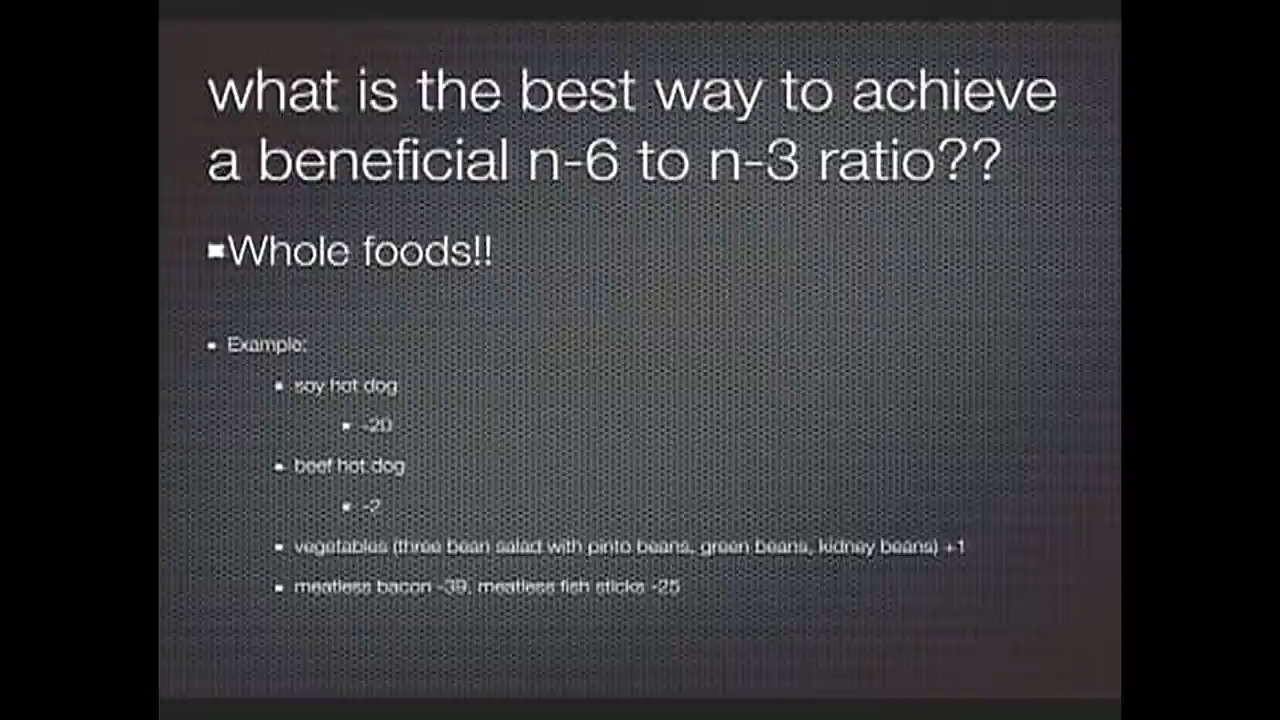 what is the best way to achieve
a beneficial n-6 to n-3 ratio??
Whole foods!!
Example:
soy hot dog
-20
beef hot dog
-2
vegetables (three bean salad with pinto beans, green beans, kidney beans) +1
meatless bacon -39, meatless fish sticks -25